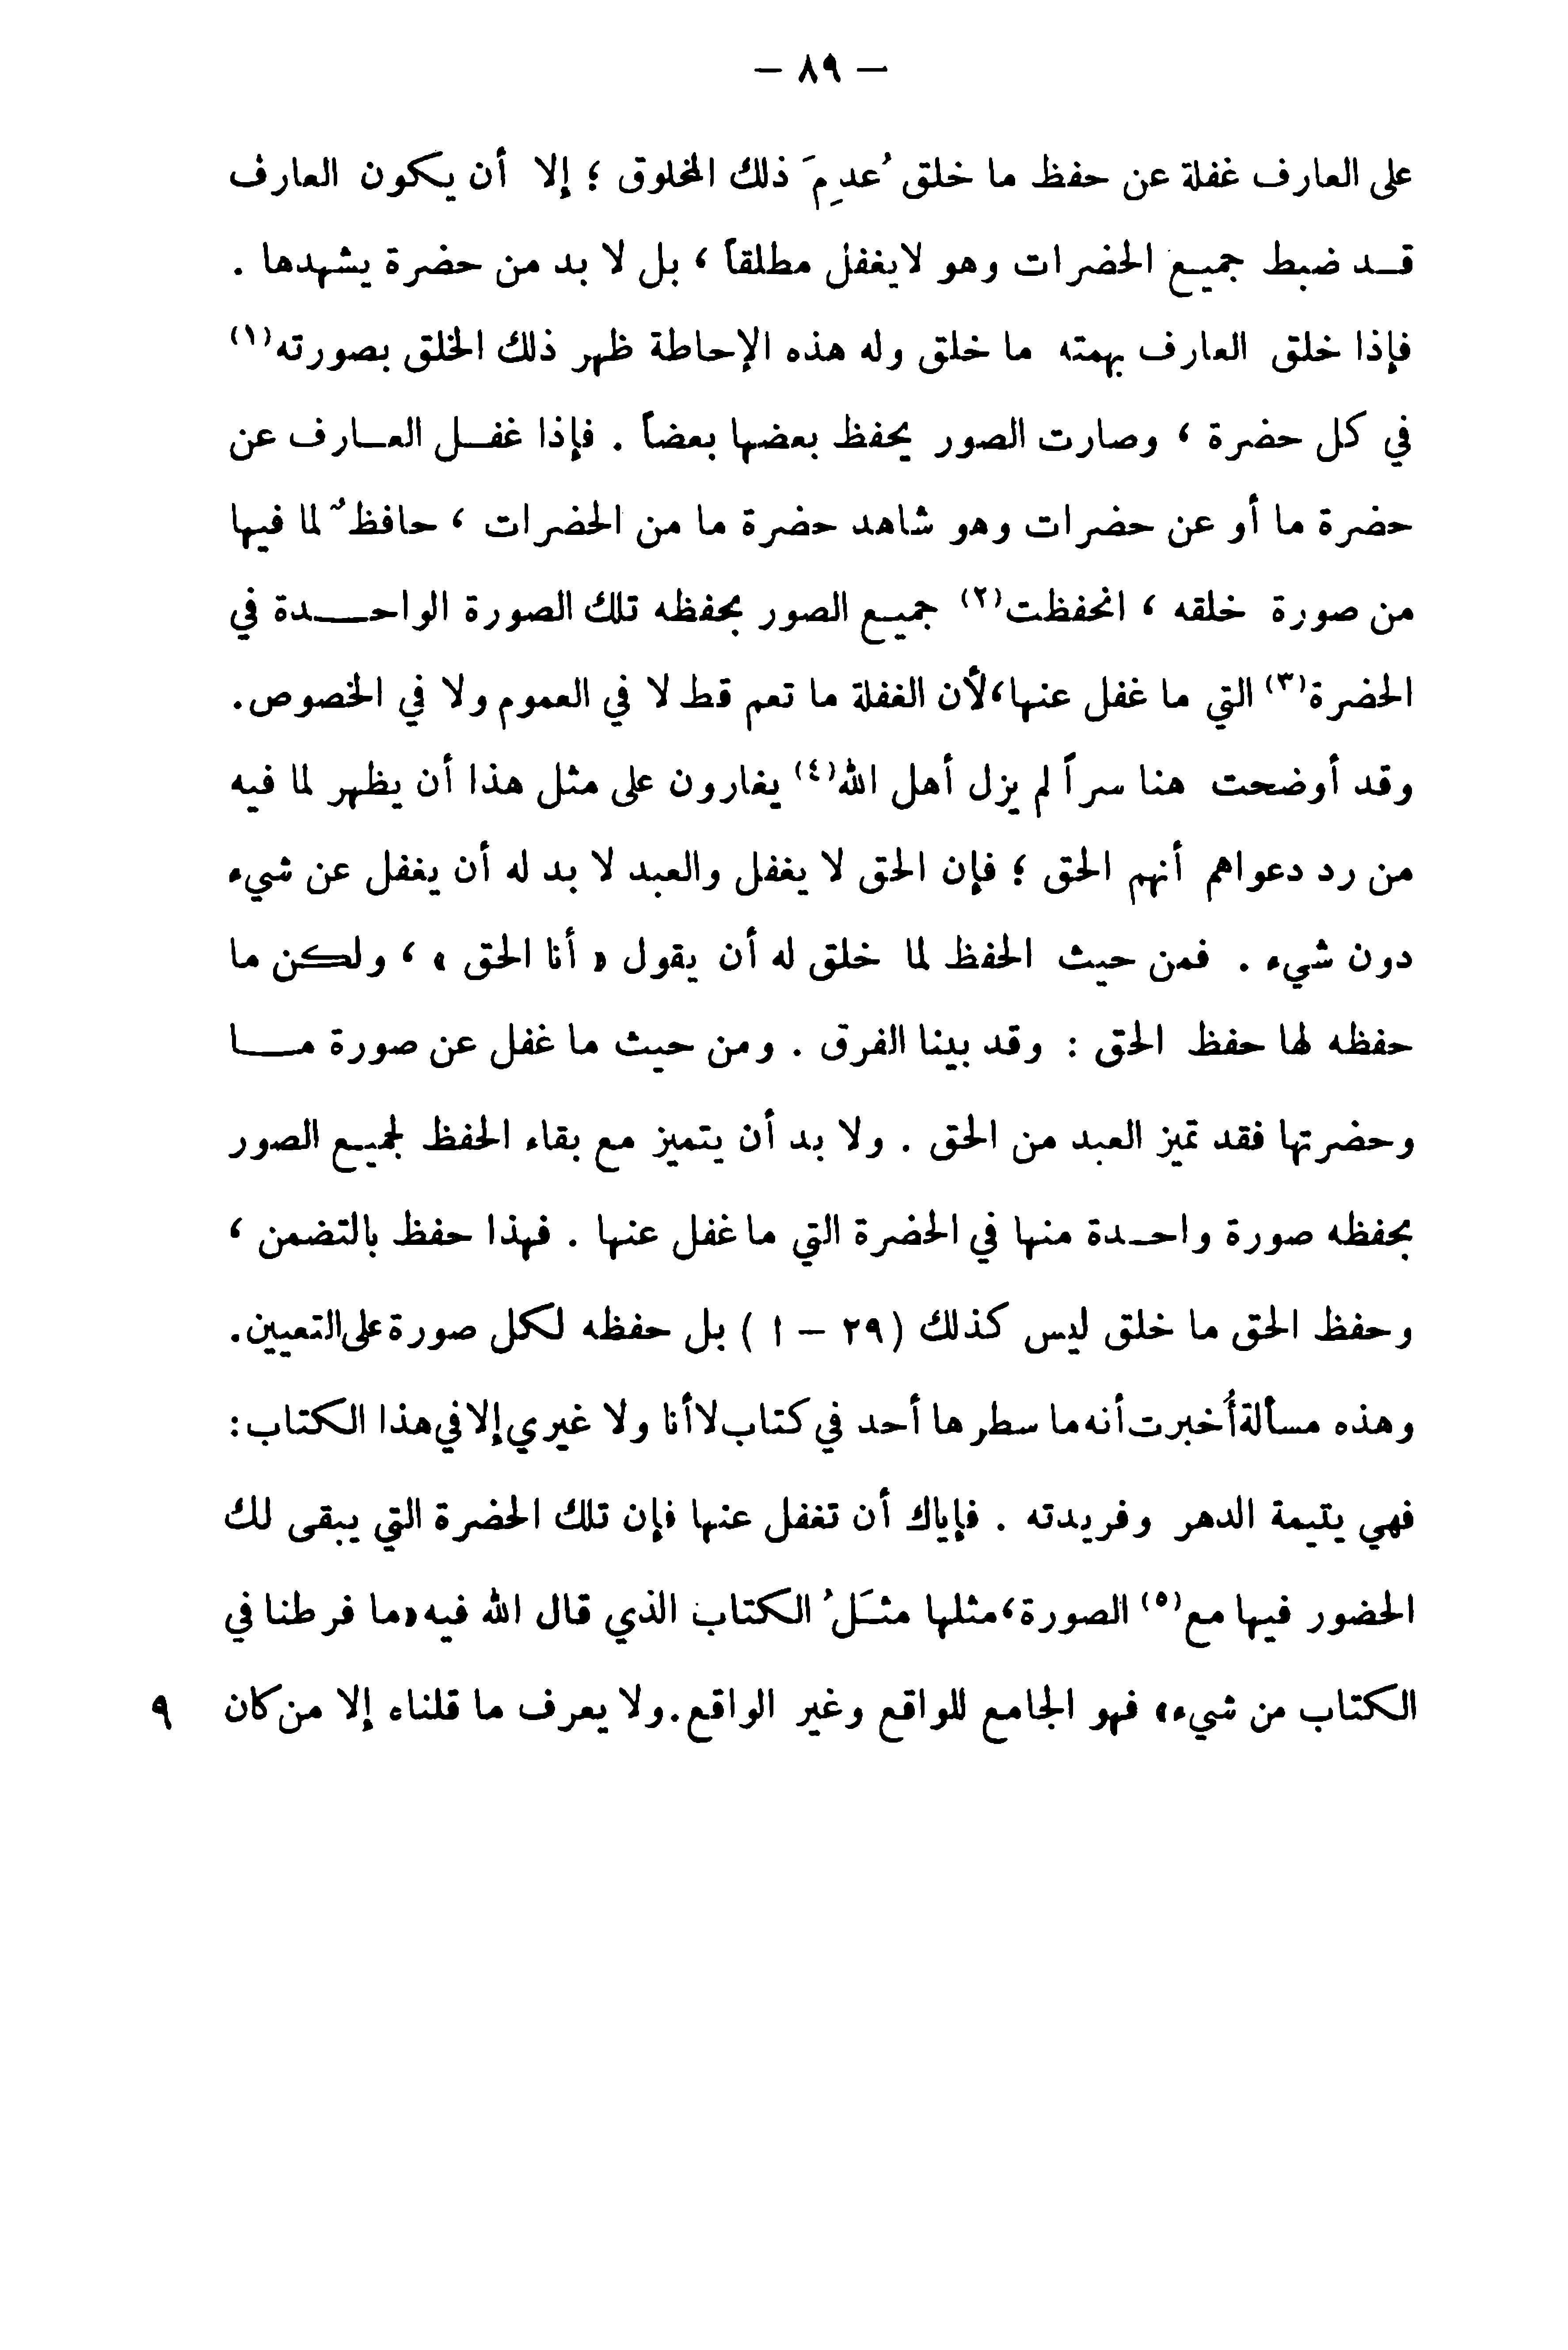 — ٨٩ —
على العارف غفلة عن حفظ ما خلق عُدِمَ ذلك المخلوق ؛ إلا أن يكون العارف
قـد ضبط جميع الحضرات وهو لايغفل مطلقاً ، بل لا بد من حضرة يشهدها .
فإذا خلق العارف بهمته ما خلق وله هذه الإحاطة ظهر ذلك الخلق بصورته(١)
في كل حضرة ، وصارت الصور يحفظ بعضها بعضاً . فإذا غفـل العـارف عن
حضرة ما أو عن حضرات وهو شاهد حضرة ما من الحضرات ، حافظٌ لما فيها
من صورة خلقه ، انحفظت(٢) جميع الصور بحفظه تلك الصورة الواحـــدة في
الحضرة(٣) التي ما غفل عنها، لأن الغفلة ما تعم قط لا في العموم ولا في الخصوص.
وقد أوضحت هنا سراً لم يزل أهل الله(٤) يغارون على مثل هذا أن يظهر لما فيه
من رد دعواهم أنهم الحق ؛ فإن الحق لا يغفل والعبد لا بد له أن يغفل عن شيء
دون شيء . فمن حيث الحفظ لما خلق له أن يقول « أنا الحق » ، ولكن ما
حفظه لها حفظ الحق : وقد بينا الفرق . ومن حيث ما غفل عن صورة مــا
وحضرتها فقد تميز العبد من الحق . ولا بد أن يتميز مع بقاء الحفظ لجميع الصور
بحفظه صورة واحـدة منها في الحضرة التي ما غفل عنها . فهذا حفظ بالتضمن ،
وحفظ الحق ما خلق ليس كذلك ( ٢٩ – ١ ) بل حفظه لكل صورة على التعيين.
وهذه مسألة أُخبرت أنه ما سطرها أحد في كتاب لا أنا ولا غيري إلا في هذا الكتاب:
فهي يتيمة الدهر وفريدته . فإياك أن تغفل عنها فإن تلك الحضرة التي يبقى لك
الحضور فيها مع(٥) الصورة، مثلها مثَلُ الكتاب الذي قال الله فيه «ما فرطنا في
الكتاب من شيء» فهو الجامع للواقع وغير الواقع. ولا يعرف ما قلناه إلا من كان ٩